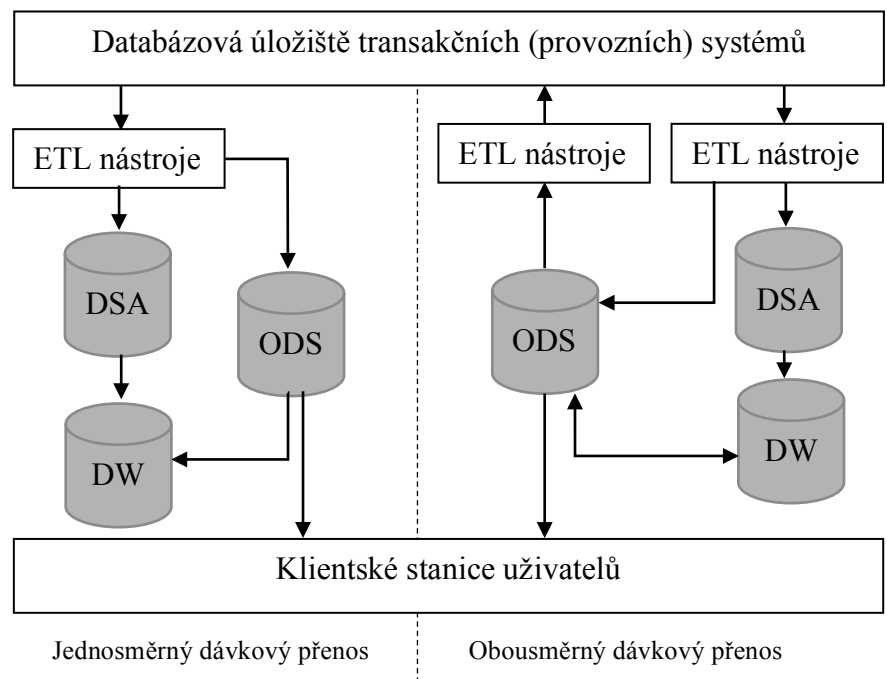 Databázová úložiště transakčních (provozních) systémů
ETL nástroje
ETL nástroje
ETL nástroje
DSA
ODS
ODS
DSA
DW
DW
Klientské stanice uživatelů
Jednosměrný dávkový přenos
Obousměrný dávkový přenos